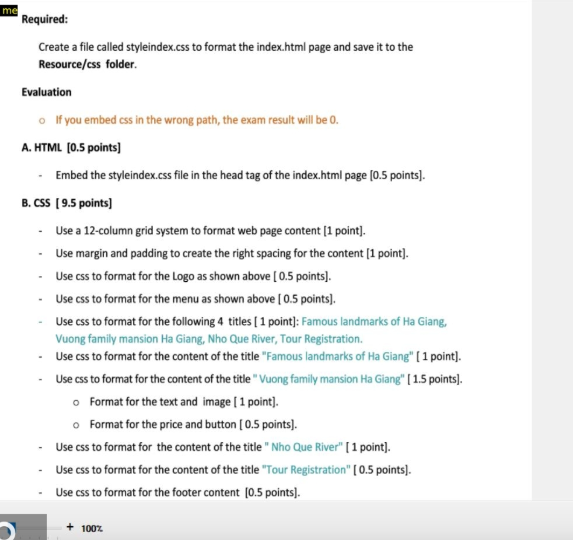 me
Required:
Create a file called styleindex.css to format the index.html page and save it to the
Resource/css folder.
Evaluation
o If you embed css in the wrong path, the exam result will be 0.
A. HTML [0.5 points]
- Embed the styleindex.css file in the head tag of the index.html page [0.5 points].
B. CSS [ 9.5 points]
- Use a 12-column grid system to format web page content [1 point].
- Use margin and padding to create the right spacing for the content [1 point].
- Use css to format for the Logo as shown above [ 0.5 points].
- Use css to format for the menu as shown above [ 0.5 points].
- Use css to format for the following 4 titles [ 1 point]: Famous landmarks of Ha Giang,
Vuong family mansion Ha Giang, Nho Que River, Tour Registration.
- Use css to format for the content of the title "Famous landmarks of Ha Giang" [ 1 point].
- Use css to format for the content of the title " Vuong family mansion Ha Giang" [ 1.5 points].
o Format for the text and image [ 1 point].
o Format for the price and button [ 0.5 points].
- Use css to format for the content of the title " Nho Que River" [ 1 point].
- Use css to format for the content of the title "Tour Registration" [ 0.5 points].
- Use css to format for the footer content [0.5 points].
+ 100%